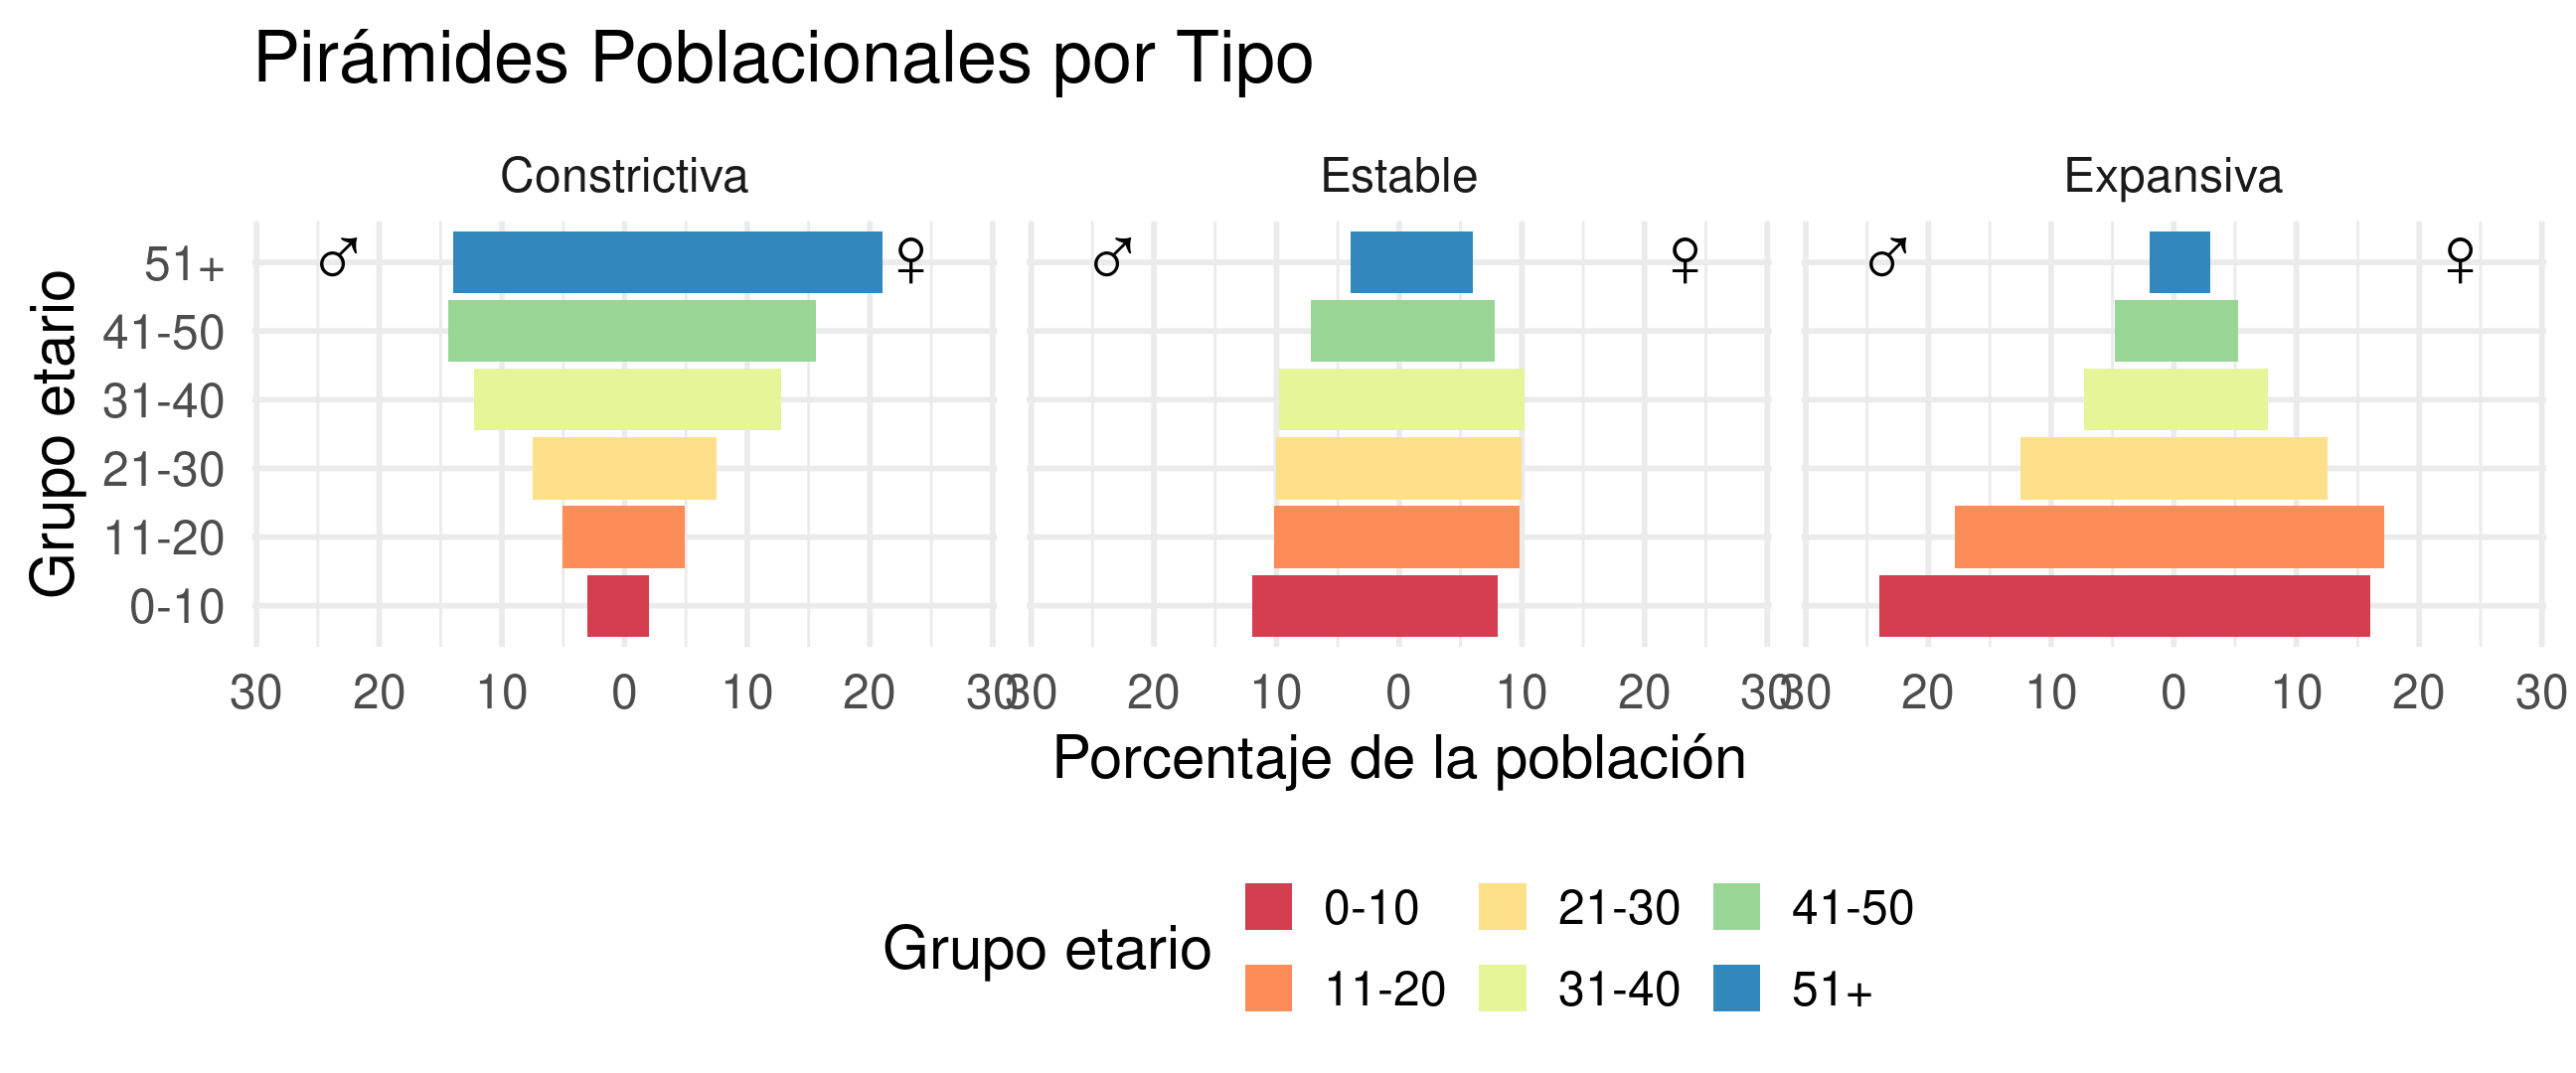 Pirámides Poblacionales por Tipo
Constrictiva Estable Expansiva
Grupo etario
51+ ♂ ♀ ♂ ♀ ♂ ♀
41-50
31-40
21-30
11-20
0-10
30 20 10 0 10 20 30 30 20 10 0 10 20 30 30 20 10 0 10 20 30
Porcentaje de la población
Grupo etario
0-10 21-30 41-50
11-20 31-40 51+